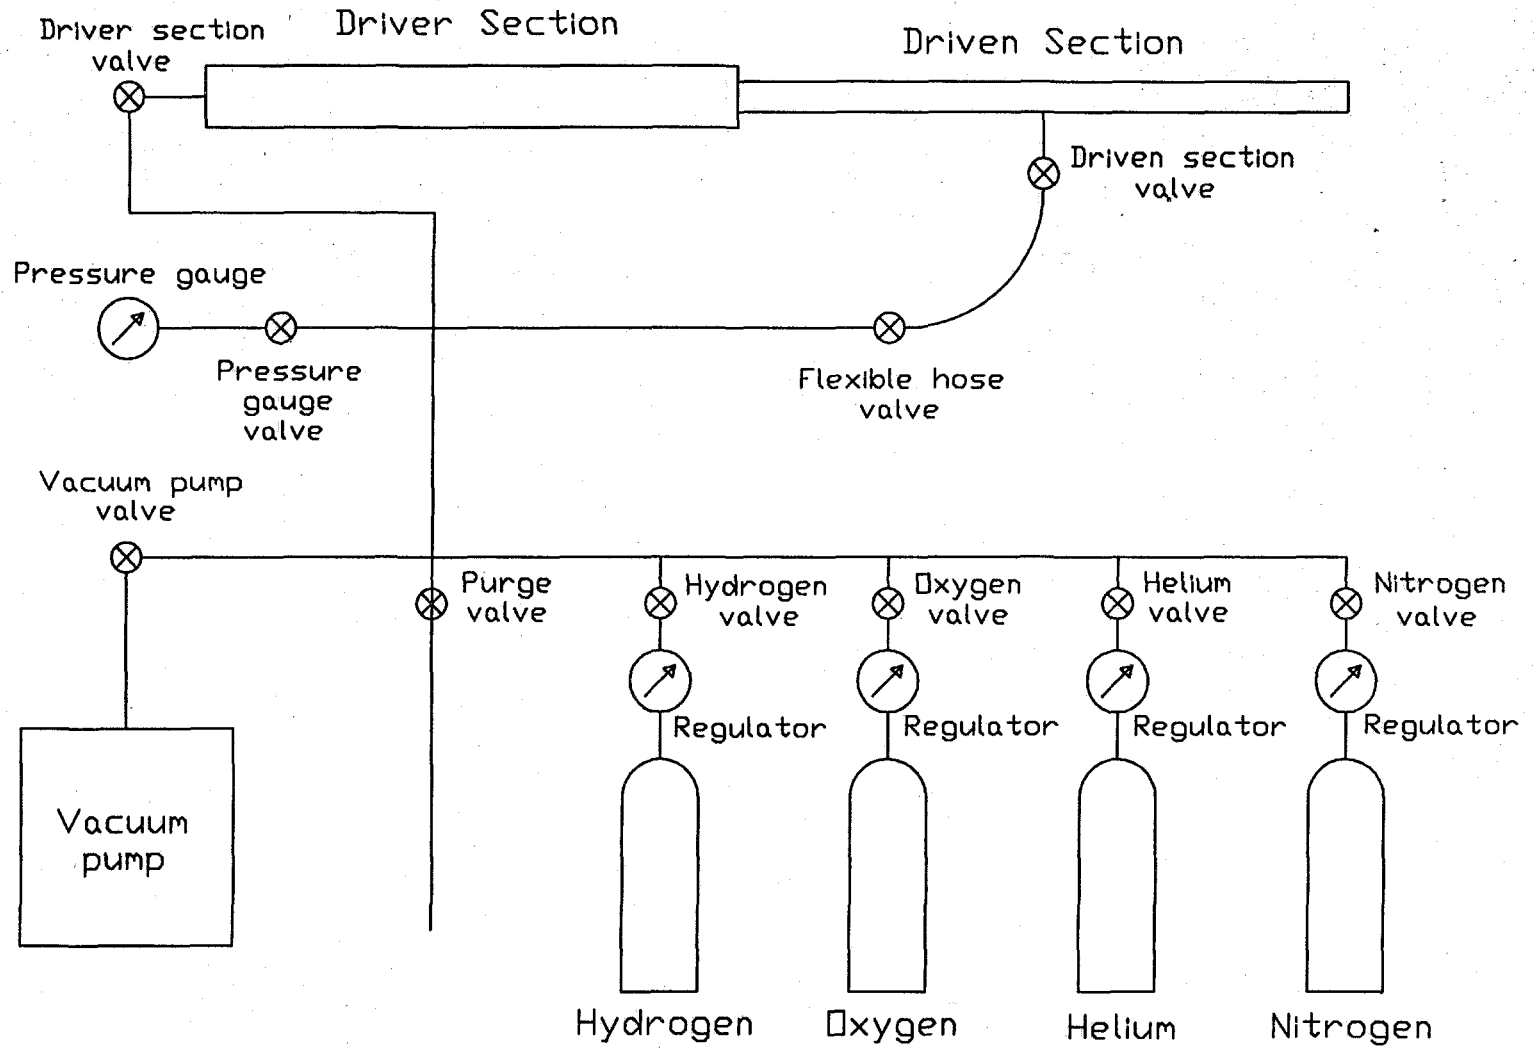 Driver section
valve
Driver Section
Driven Section
Driven section
valve
Pressure gauge
Pressure
gauge
valve
Flexible hose
valve
Vacuum pump
valve
Purge
valve
Hydrogen
valve
Oxygen
valve
Helium
valve
Nitrogen
valve
Regulator
Regulator
Regulator
Regulator
Vacuum
pump
Hydrogen
Oxygen
Helium
Nitrogen